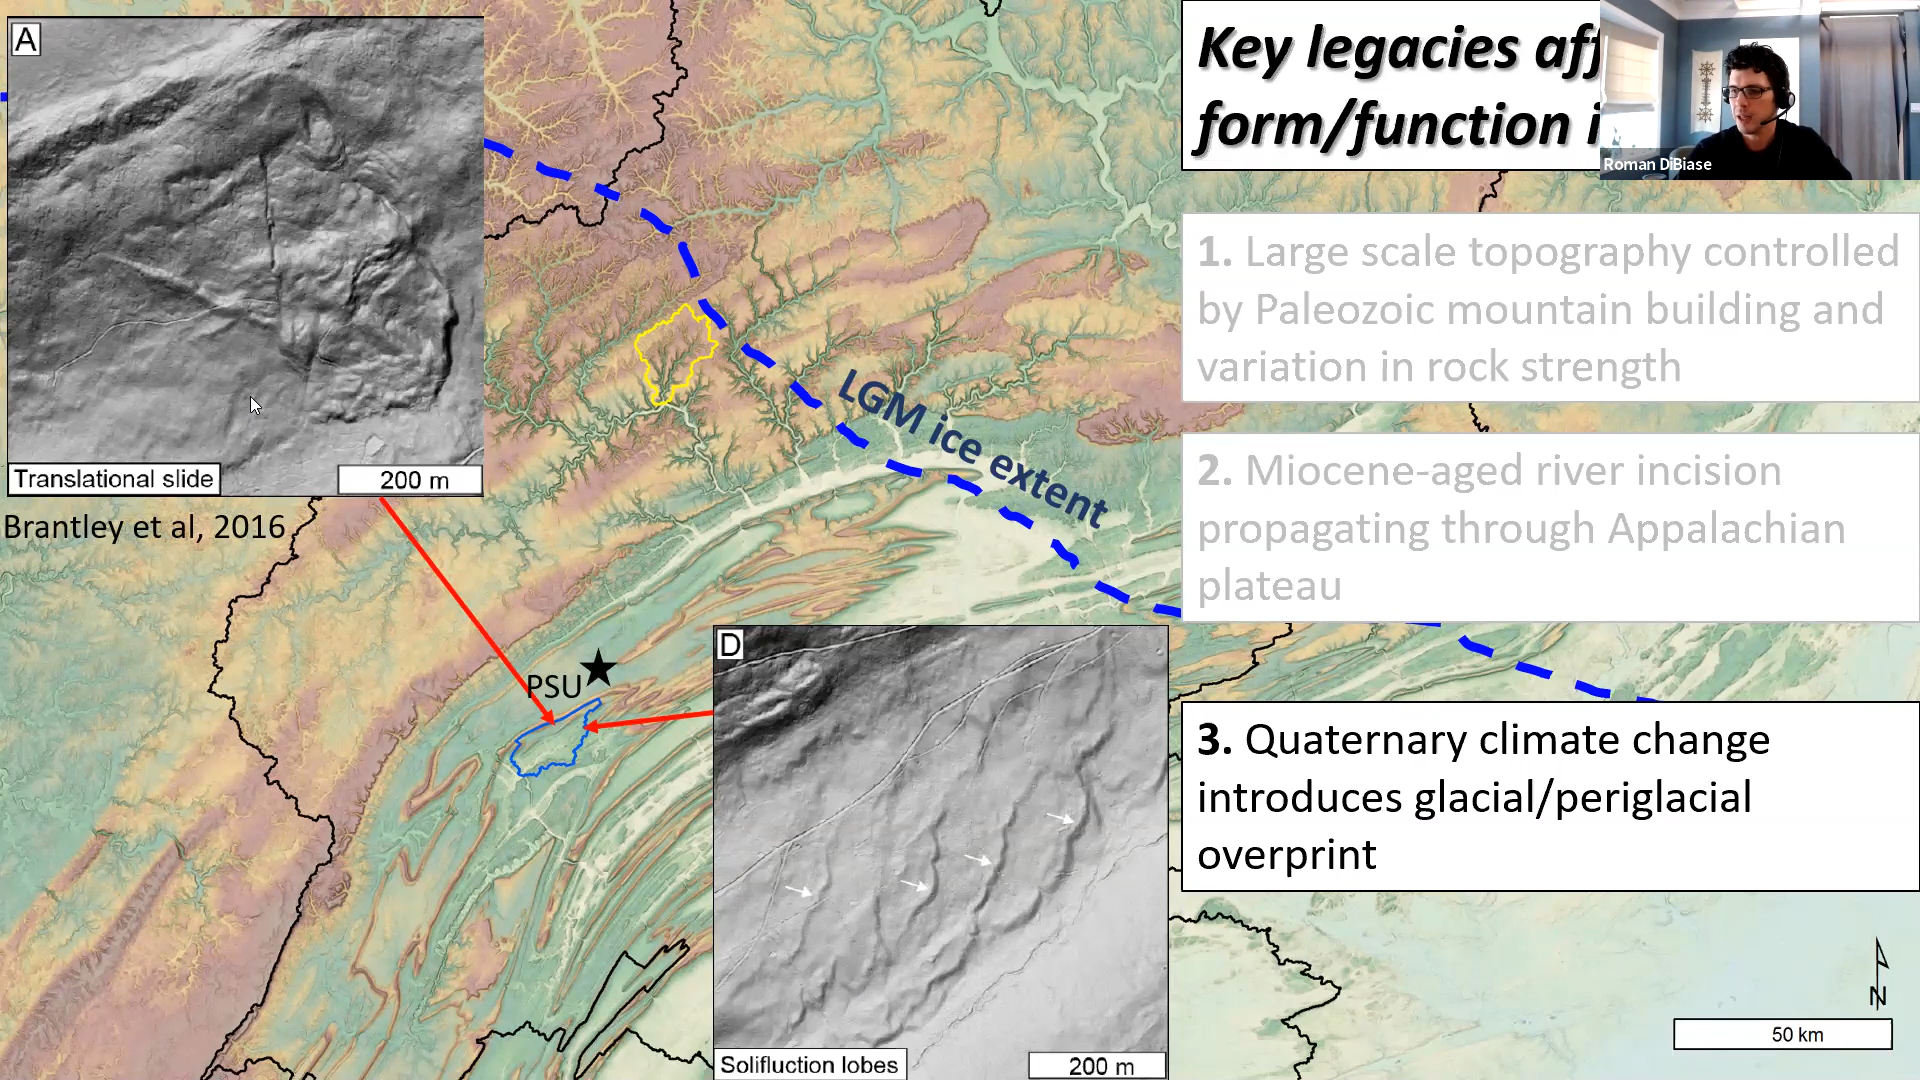 A
Translational slide
200 m
Brantley et al, 2016
Key legacies
form/function
Roman DiBiase
1. Large scale topography controlled
by Paleozoic mountain building and
variation in rock strength
2. Miocene-aged river incision
propagating through Appalachian
plateau
3. Quaternary climate change
introduces glacial/periglacial
overprint
LGM ice extent
PSU
D
Solifluction lobes
200 m
N
50 km